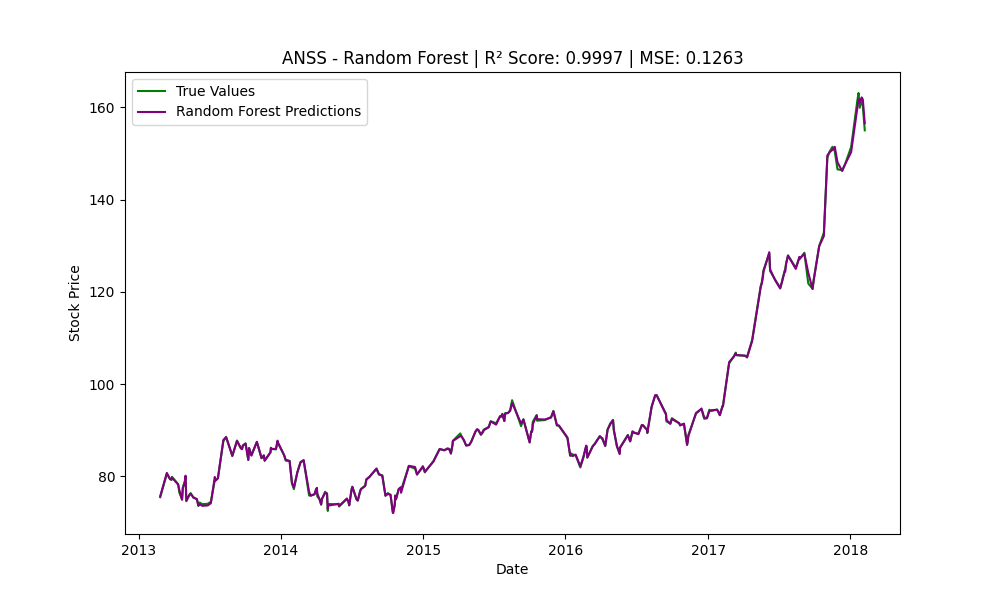 ANSS - Random Forest | R² Score: 0.9997 | MSE: 0.1263
True Values
Random Forest Predictions
160
140
120
100
80
Stock Price
2013 2014 2015 2016 2017 2018
Date